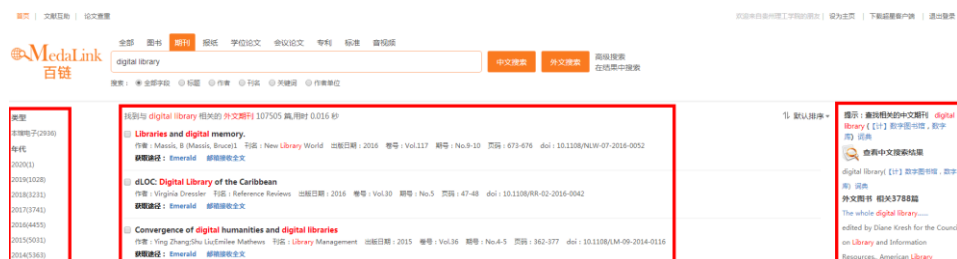 首页 | 文献互助 | 论文查重
欢迎来自惠州理工学院的朋友 | 设为主页 | 下载超星客户端 | 退出登录
MedaLink
百链
全部 图书 期刊 报纸 学位论文 会议论文 专利 标准 音视频
digital library
中文搜索 外文搜索
高级搜索
在结果中搜索
搜索: 全部字段 标题 作者 刊名 关键词 作者单位
类型
本馆电子(2936)
年代
2020(1)
2019(1028)
2018(3231)
2017(3741)
2016(4455)
2015(5031)
2014(5363)
找到与 digital library 相关的 外文期刊 107505 篇,用时 0.016 秒
默认排序
Libraries and digital memory.
作者：Massis, B (Massis, Bruce)1 刊名：New Library World 出版日期：2016 卷号：Vol.117 期号：No.9-10 页码：673-676 doi：10.1108/NLW-07-2016-0052
获取途径： Emerald 邮箱接收全文
dLOC: Digital Library of the Caribbean
作者：Virginia Dressler 刊名：Reference Reviews 出版日期：2016 卷号：Vol.30 期号：No.5 页码：47-48 doi：10.1108/RR-02-2016-0042
获取途径： Emerald 邮箱接收全文
Convergence of digital humanities and digital libraries
作者：Ying Zhang;Shu Liu;Emilee Mathews 刊名：Library Management 出版日期：2015 卷号：Vol.36 期号：No.4-5 页码：362-377 doi：10.1108/LM-09-2014-0116
获取途径： Emerald 邮箱接收全文
提示：查找相关的中文期刊 digital
library {【计】数字图书馆，数字
库} 词典
查看中文搜索结果
digital library{【计】数字图书馆，数字
库} 词典
外文图书 相关3788篇
The whole digital library......
edited by Diane Kresh for the Council
on Library and Information
Resources. American Library